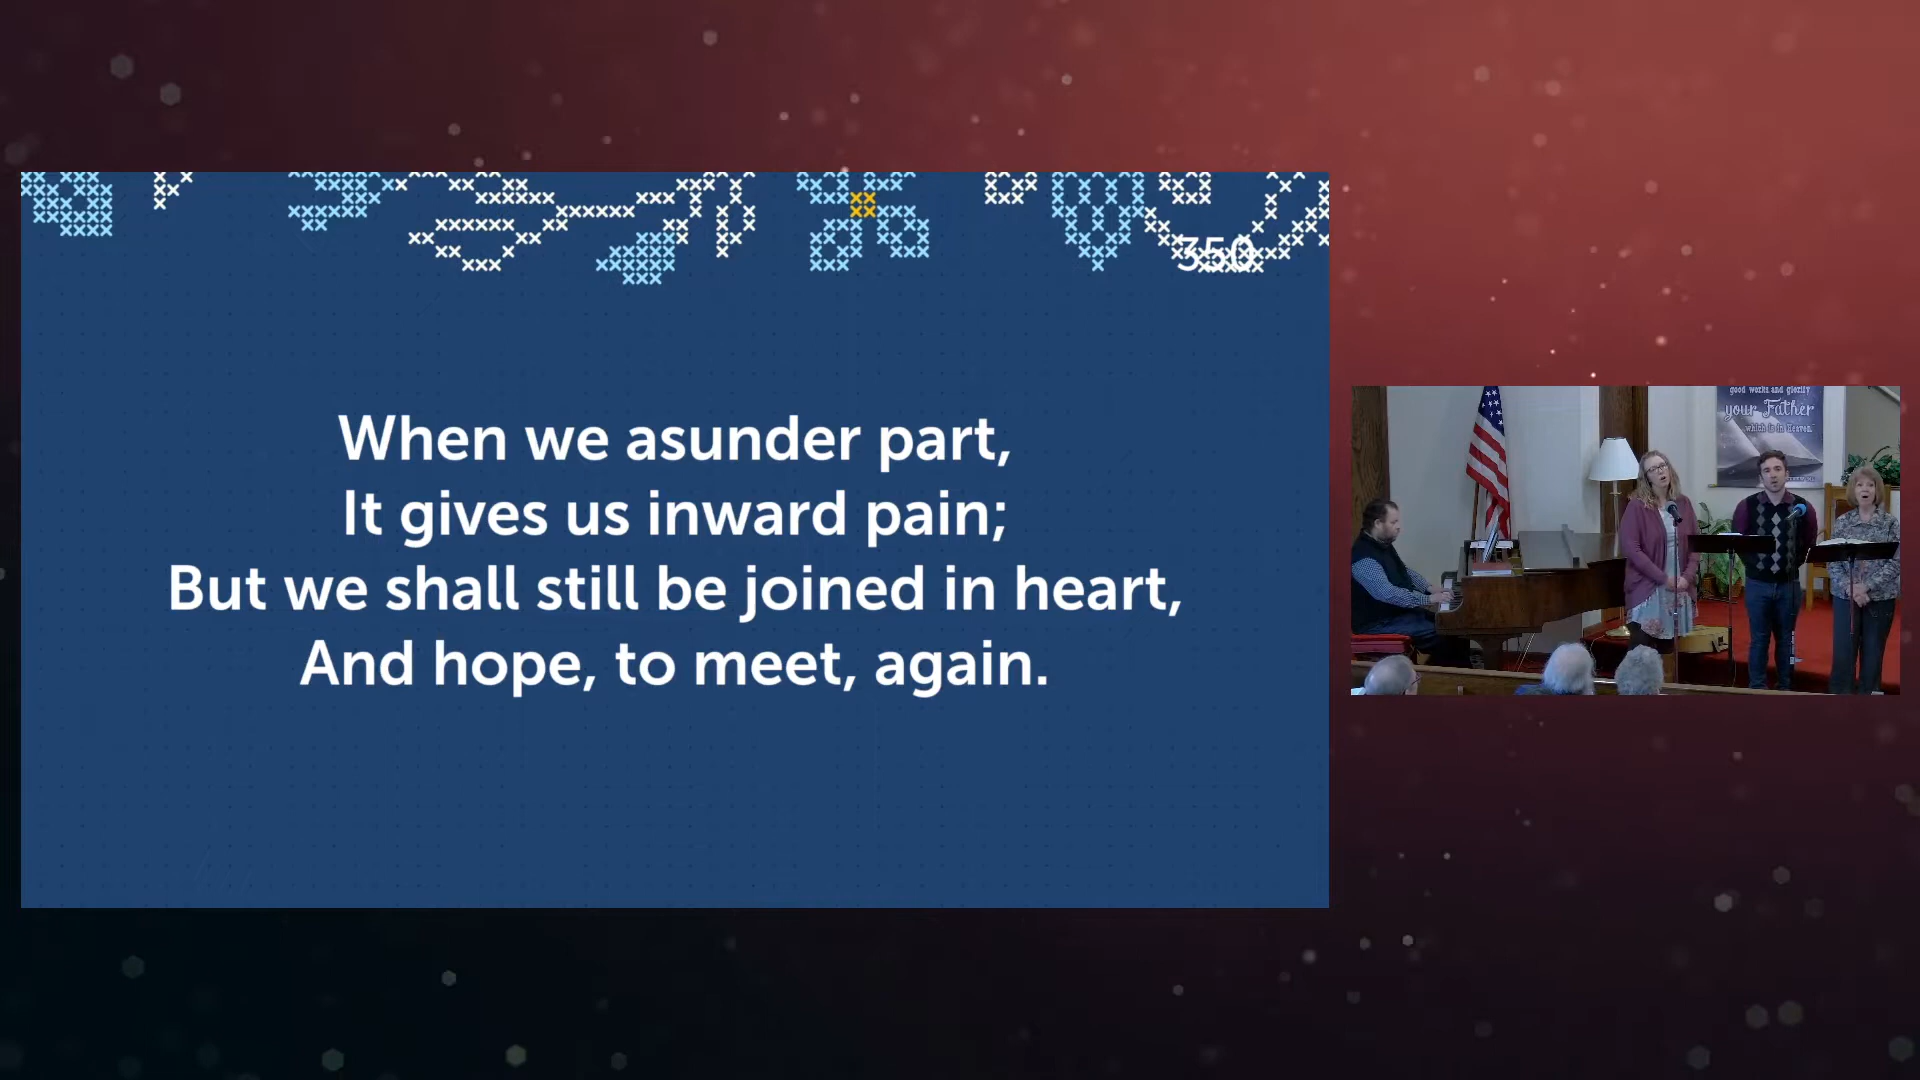 350
When we asunder part,
It gives us inward pain;
But we shall still be joined in heart,
And hope, to meet, again.
good works and glorify
your Father
which is in Heaven."